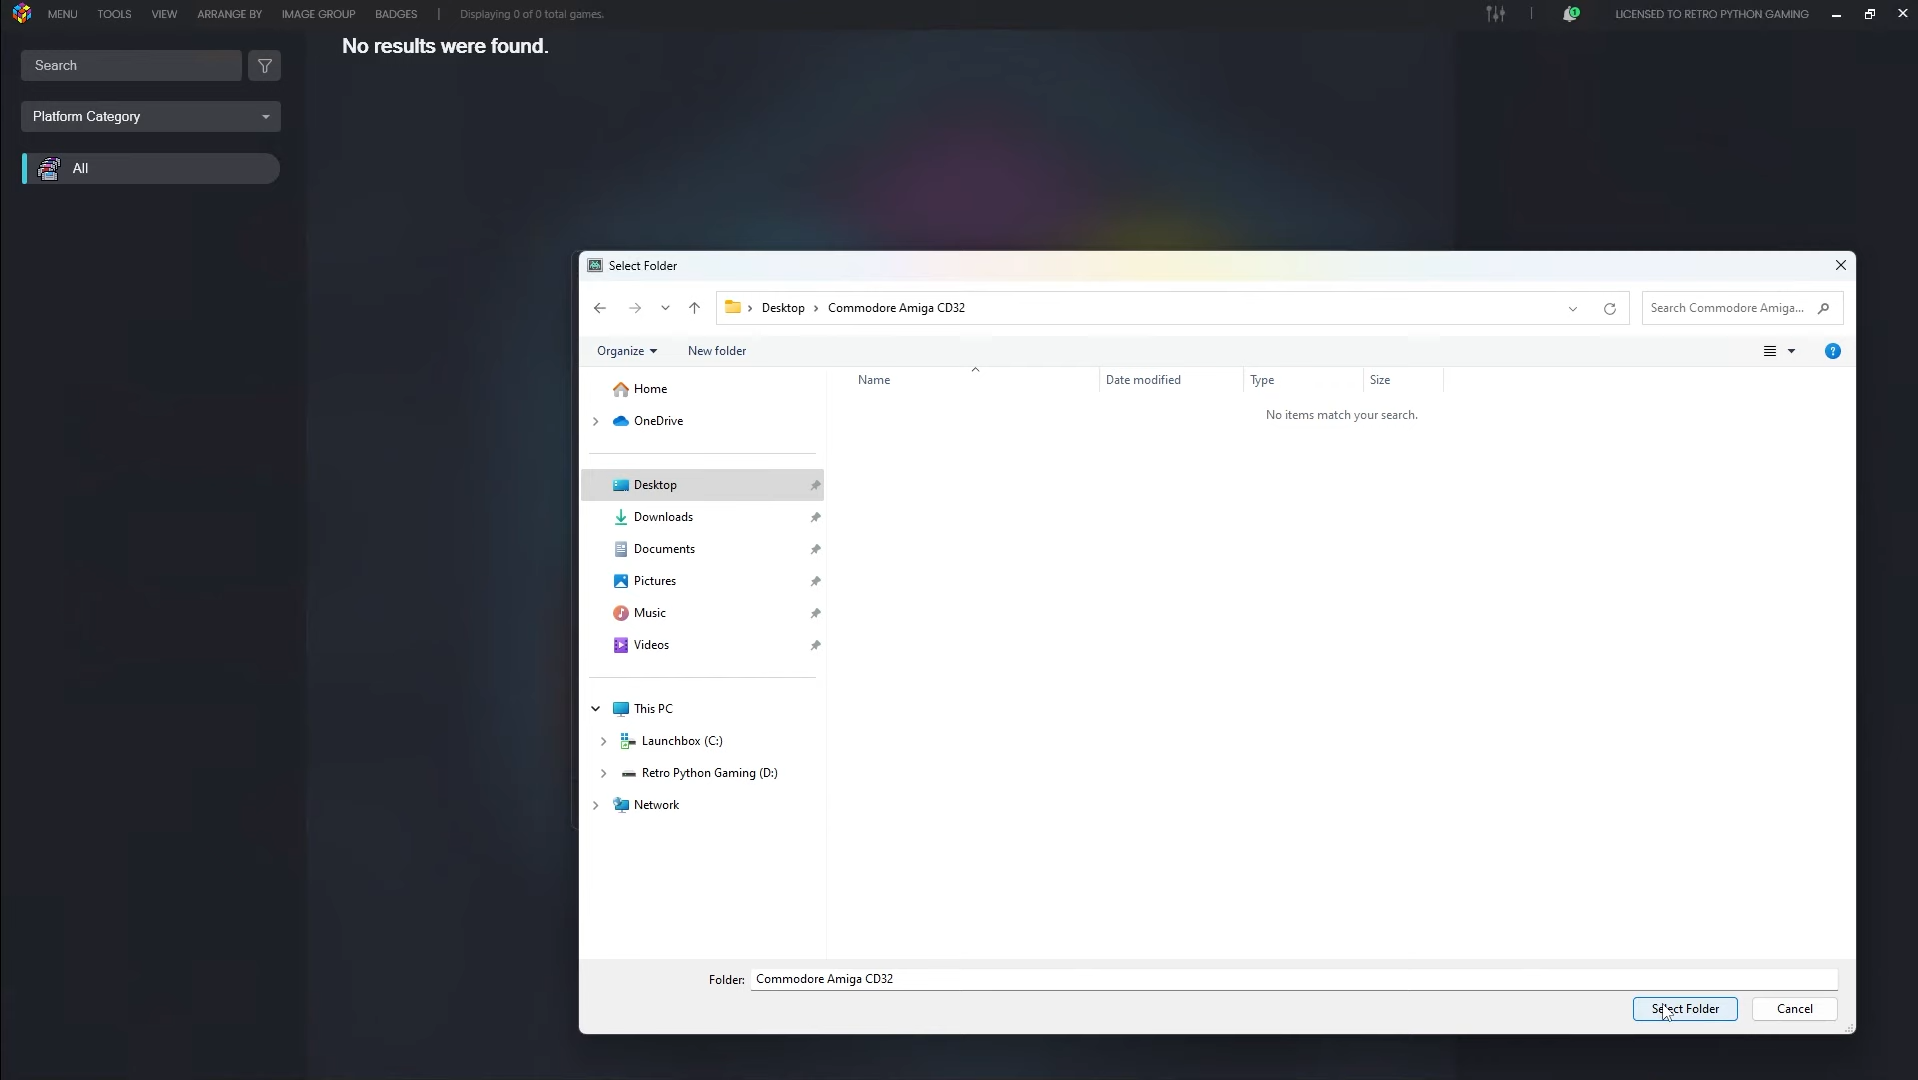 MENU TOOLS VIEW ARRANGE BY IMAGE GROUP BADGES | Displaying 0 of 0 total games. 1 LICENSED TO RETRO PYTHON GAMING
No results were found.
Search
Platform Category
All
Select Folder
Desktop Commodore Amiga CD32
Search Commodore Amiga...
Organize New folder
Name Date modified Type Size
No items match your search.
Home
OneDrive
Desktop
Downloads
Documents
Pictures
Music
Videos
This PC
Launchbox (C:)
Retro Python Gaming (D:)
Network
Folder: Commodore Amiga CD32
Select Folder Cancel